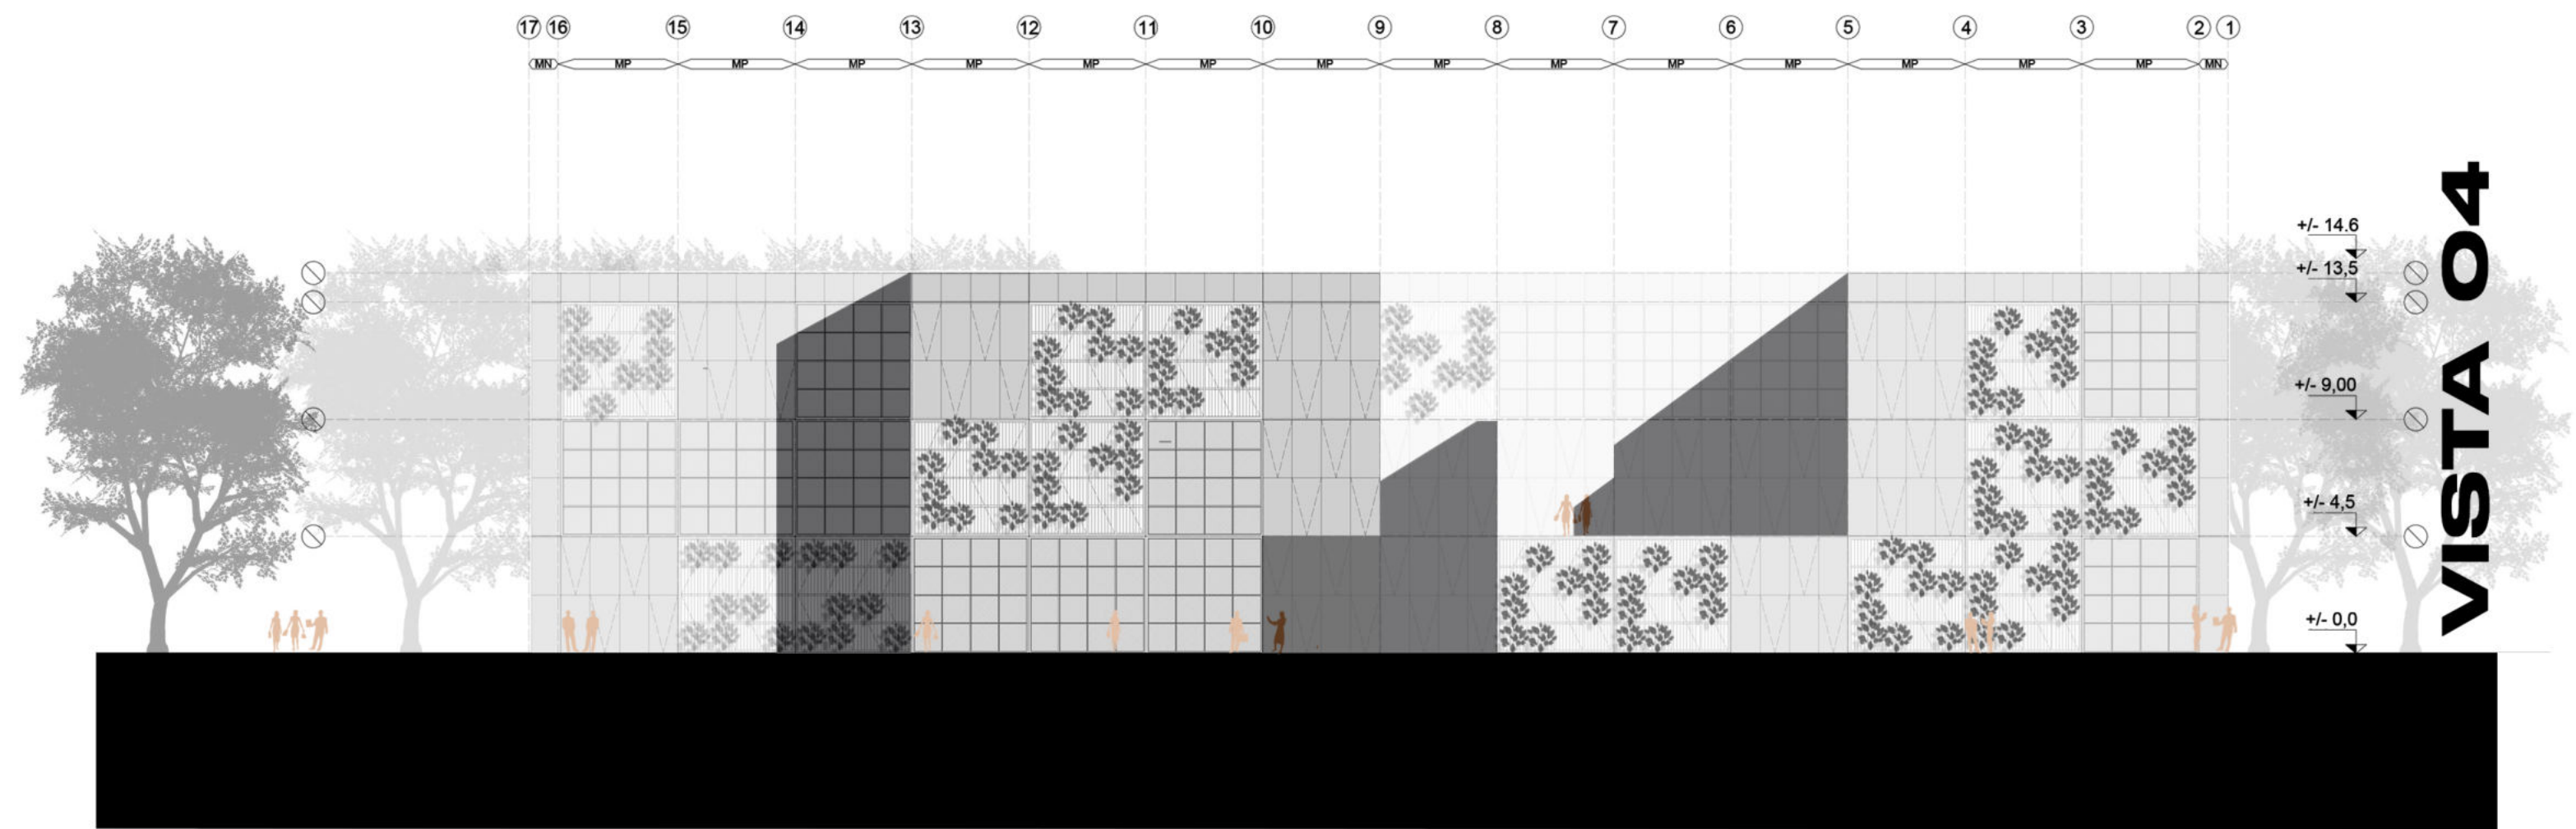 17 16 15 14 13 12 11 10 9 8 7 6 5 4 3 2 1
MN MP MP MP MP MP MP MP MP MP MP MP MP MP MP MN
+/- 14.6
+/- 13,5
+/- 9,00
+/- 4,5
+/- 0,0
VISTA 04